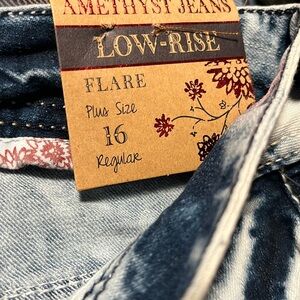 AMETHYST JEANS
LOW-RISE
FLARE
Plus Size
16
Regular